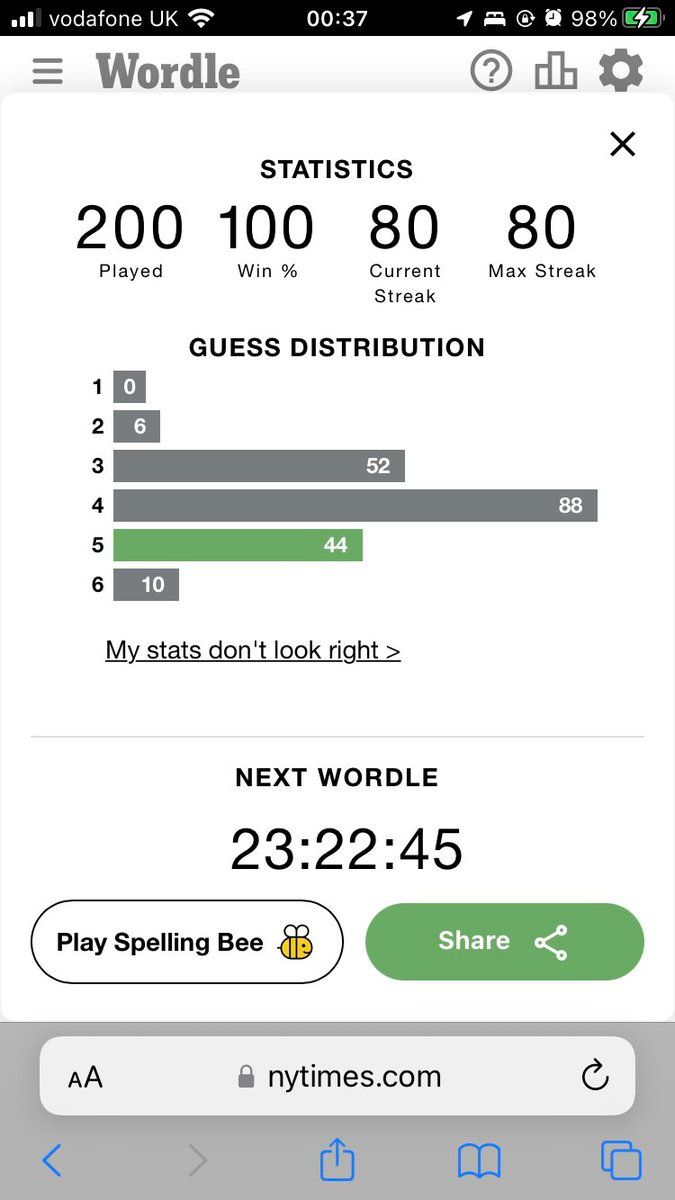 vodafone UK 00:37 98%
Wordle
STATISTICS
200 100 80 80
Played Win % Current Streak Max Streak
GUESS DISTRIBUTION
1 0
2 6
3 52
4 88
5 44
6 10
My stats don't look right >
NEXT WORDLE
23:22:45
Play Spelling Bee Share
AA nytimes.com